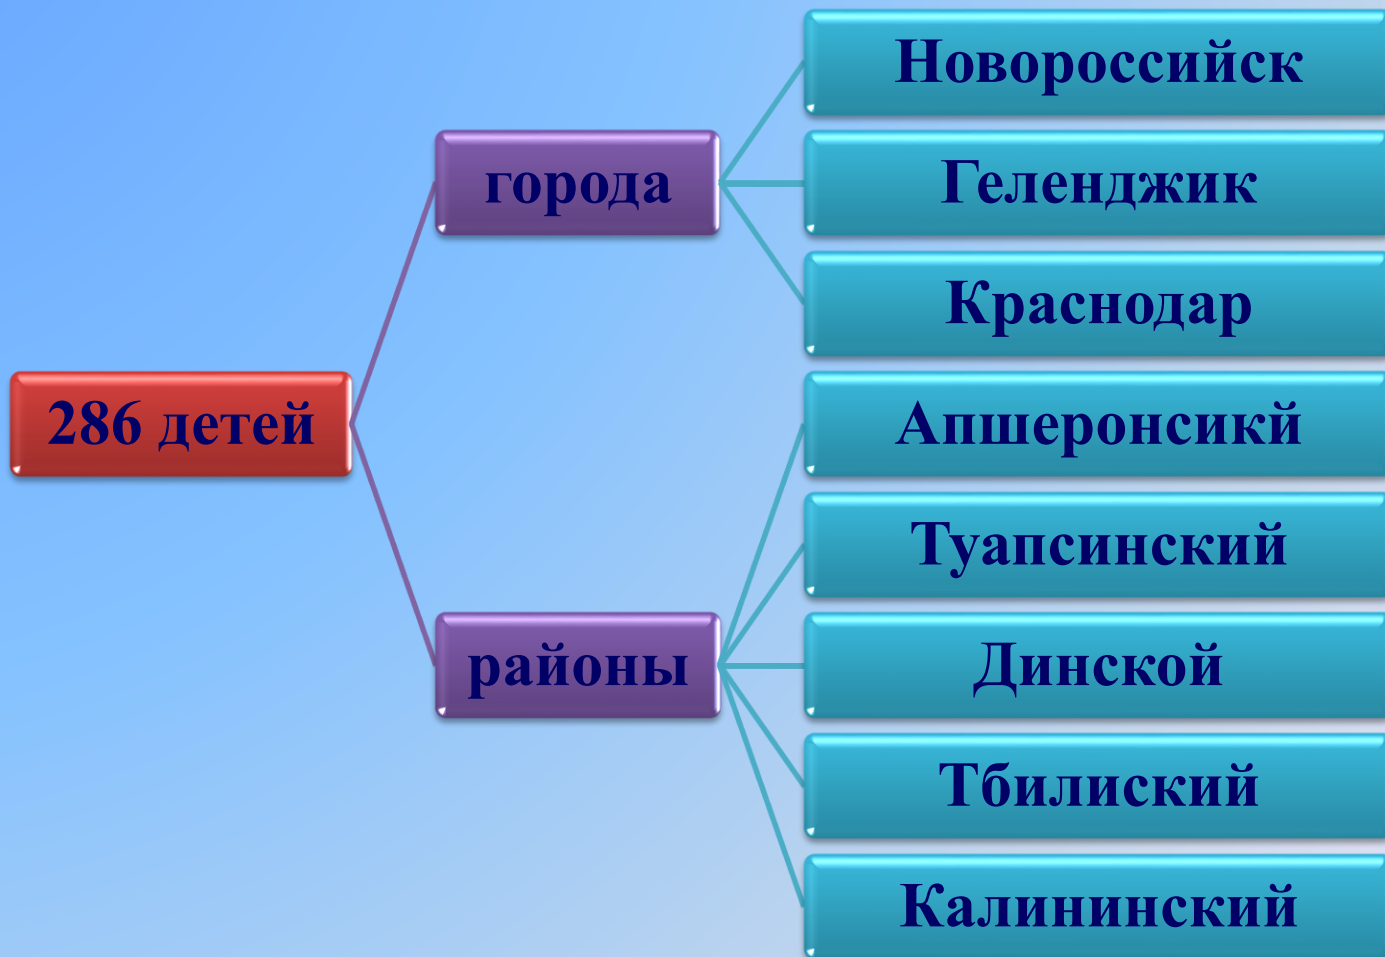 Новороссийск
города
Геленджик
Краснодар
286 детей
Апшеронсикй
Туапсинский
районы
Динской
Тбилиский
Калининский